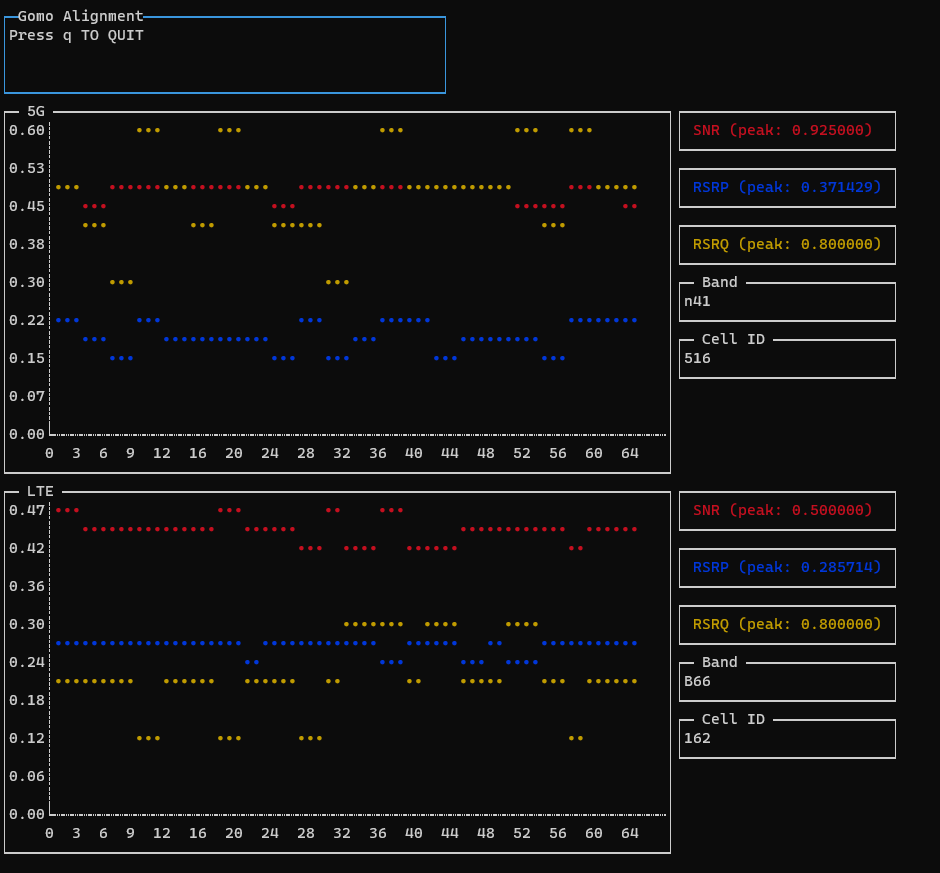 Gomo Alignment
Press q TO QUIT
5G
0.60
0.53
0.45
0.38
0.30
0.22
0.15
0.07
0.00
0 3 6 9 12 16 20 24 28 32 36 40 44 48 52 56 60 64
SNR (peak: 0.925000)
RSRP (peak: 0.371429)
RSRQ (peak: 0.800000)
Band
n41
Cell ID
516
LTE
0.47
0.42
0.36
0.30
0.24
0.18
0.12
0.06
0.00
0 3 6 9 12 16 20 24 28 32 36 40 44 48 52 56 60 64
SNR (peak: 0.500000)
RSRP (peak: 0.285714)
RSRQ (peak: 0.800000)
Band
B66
Cell ID
162